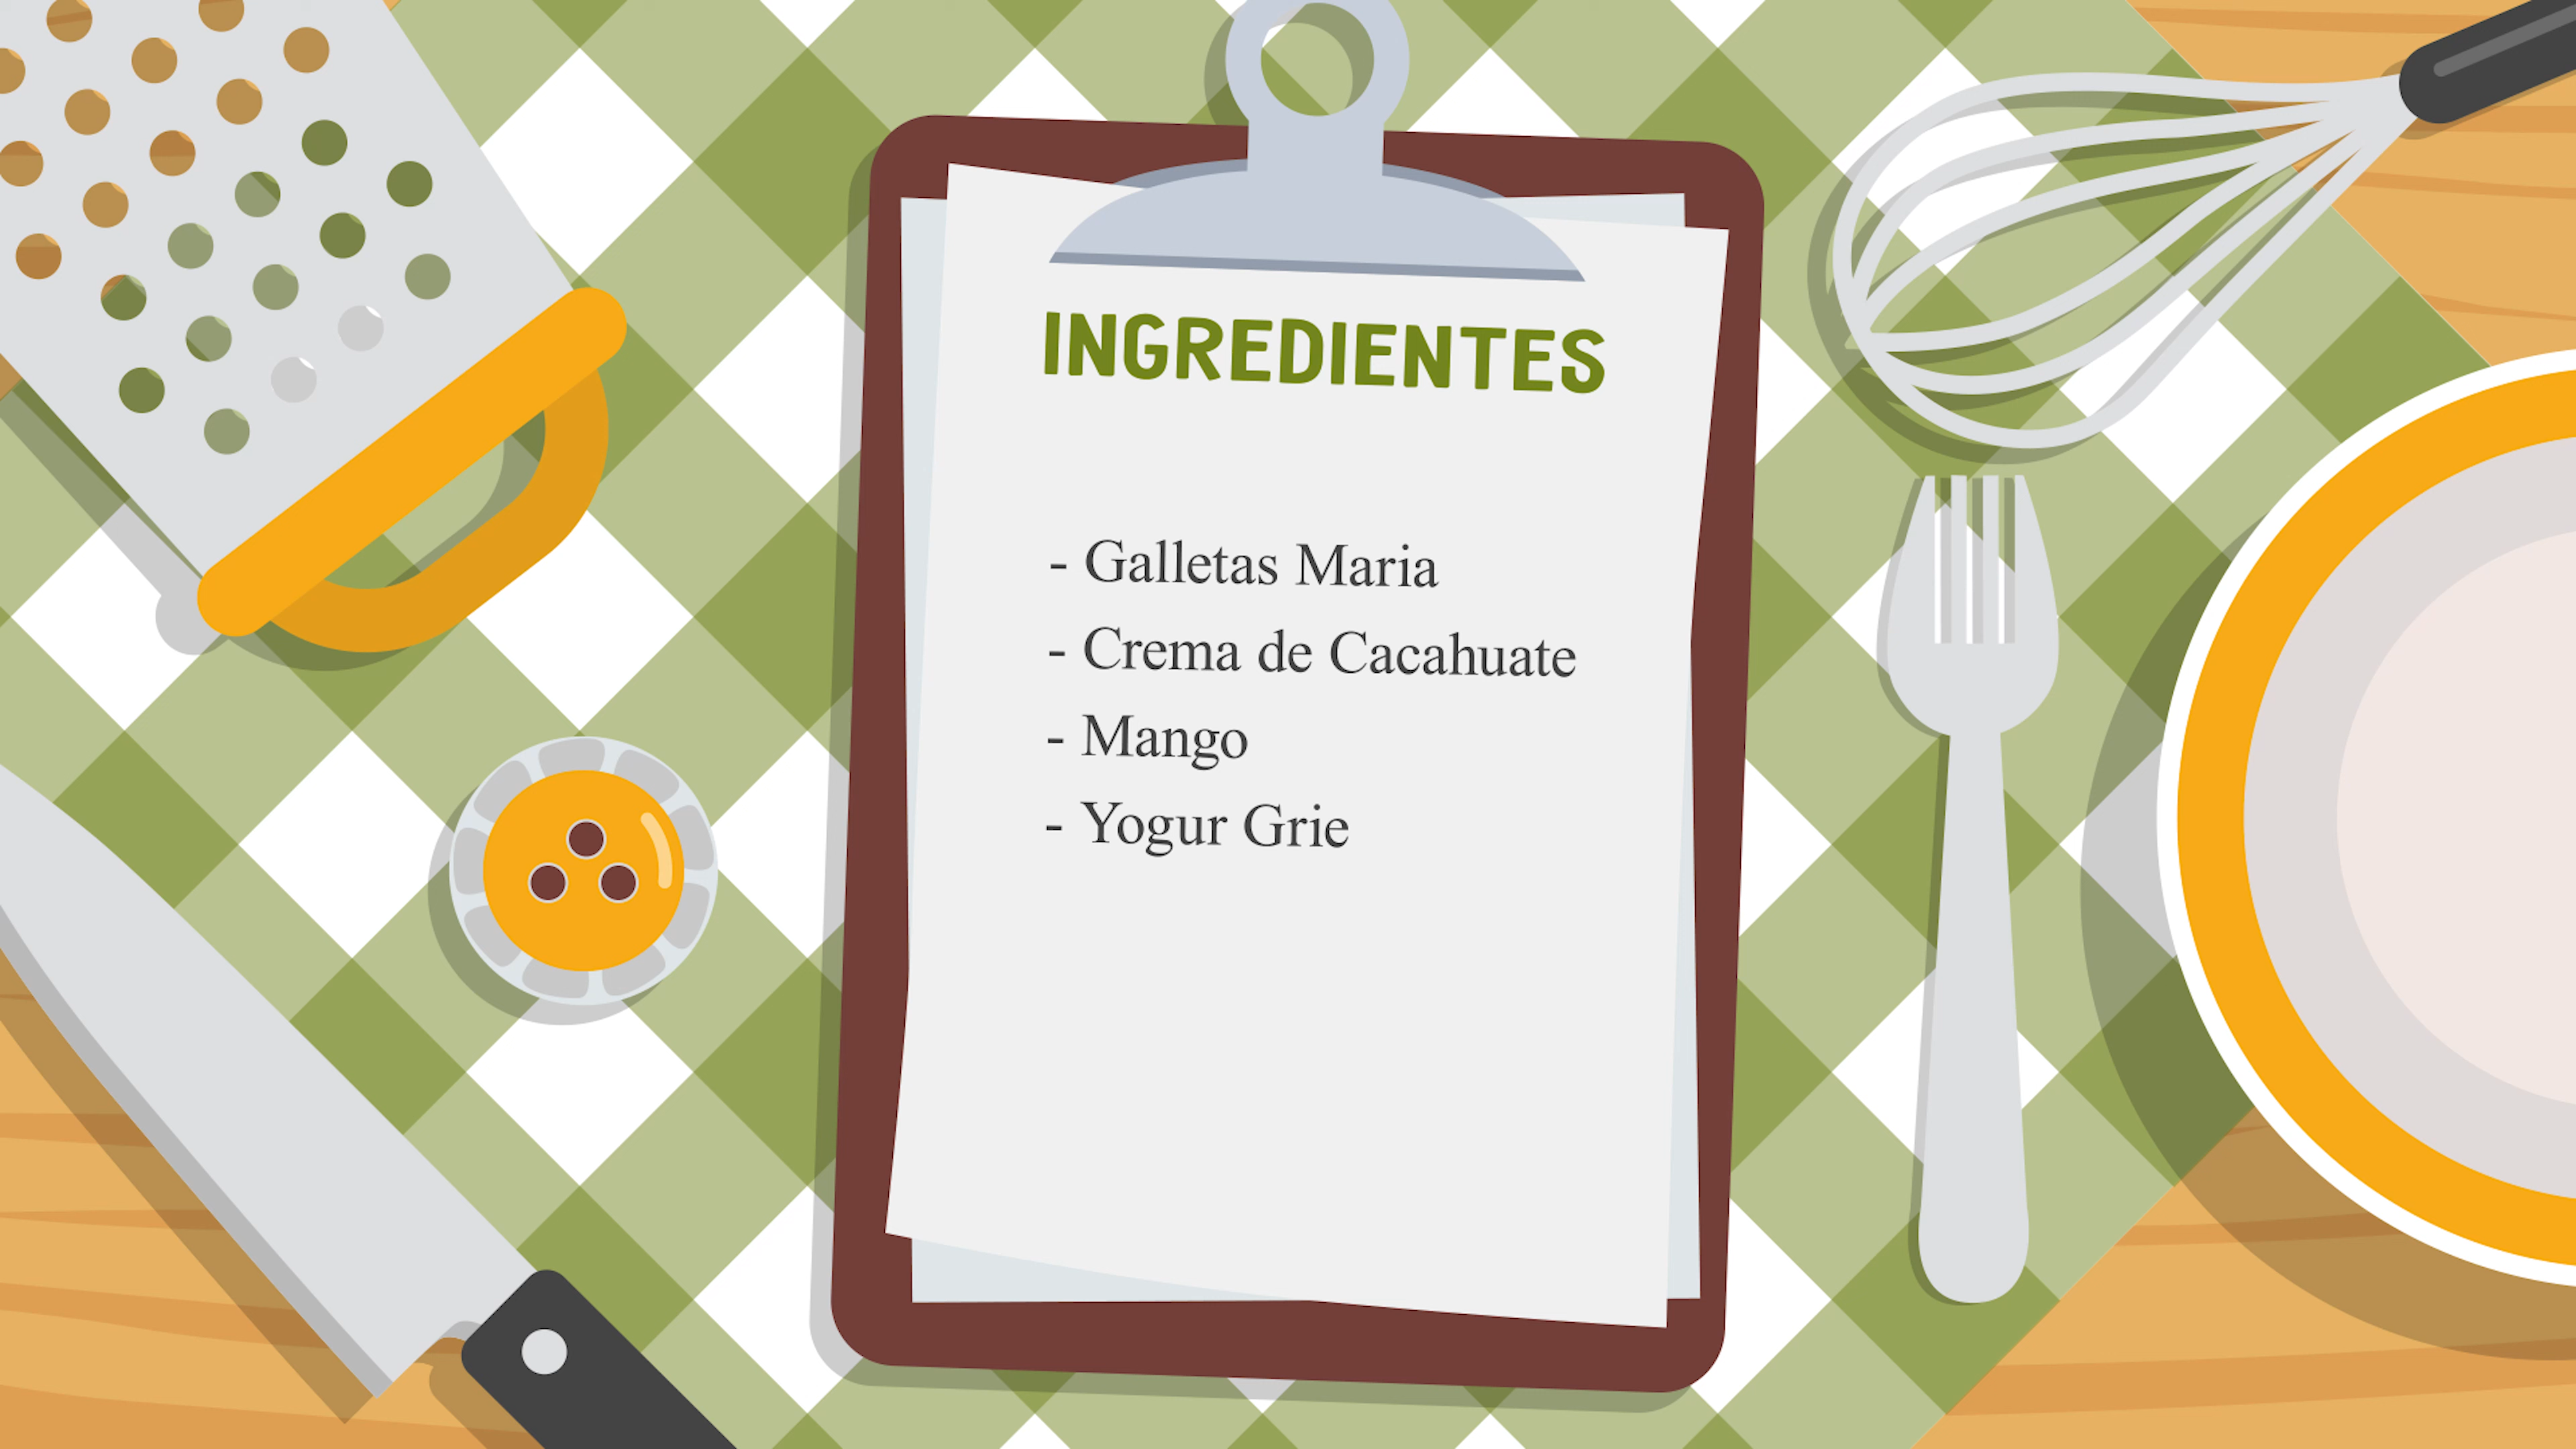 INGREDIENTES
- Galletas Maria
- Crema de Cacahuate
- Mango
- Yogur Grie